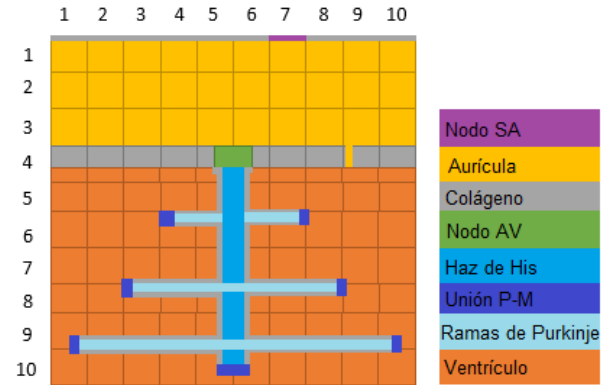 1 2 3 4 5 6 7 8 9 10
1
2
3
4
5
6
7
8
9
10
Nodo SA
Aurícula
Colágeno
Nodo AV
Haz de His
Unión P-M
Ramas de Purkinje
Ventrículo